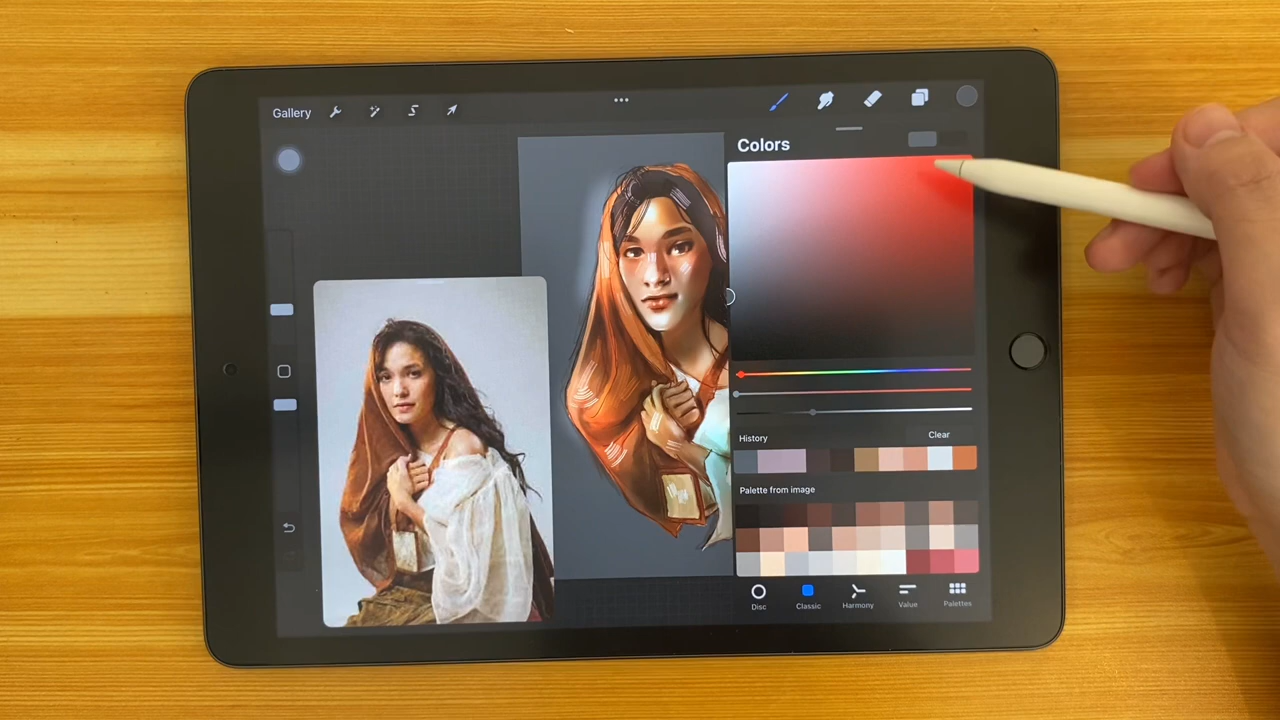 Gallery
Colors
History
Clear
Palette from image
Disc
Classic
Harmony
Value
Palettes